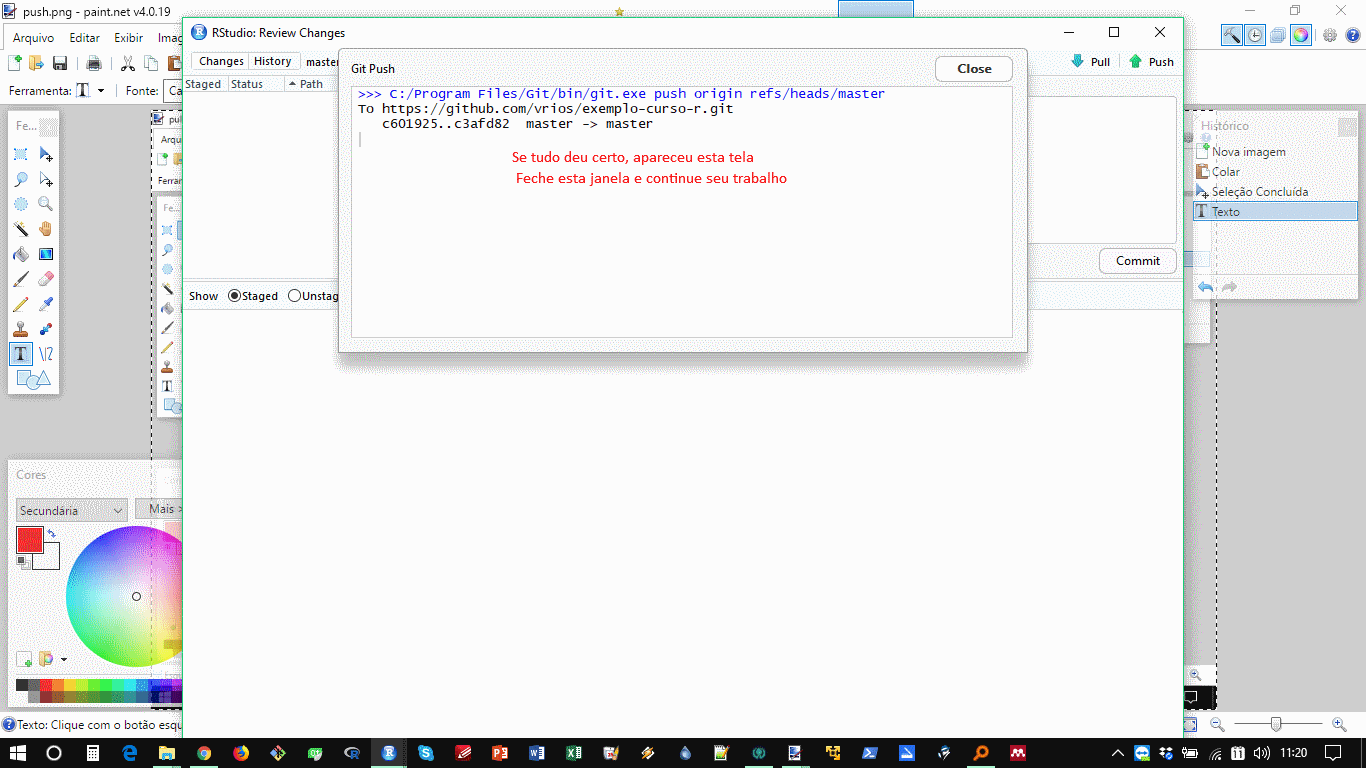 push.png - paint.net v4.0.19
Arquivo Editar Exibir Imag
Ferramenta: T Fonte: Ca
Fe...
pu
Arqu
Ferrar
Fe...
RStudio: Review Changes
Changes History master
Pull Push
Staged Status Path
Git Push
Close
>>> C:/Program Files/Git/bin/git.exe push origin refs/heads/master
To https://github.com/vrios/exemplo-curso-r.git
c601925..c3afd82 master -> master
Se tudo deu certo, apareceu esta tela
Feche esta janela e continue seu trabalho
Commit
Show Staged Unstag
Histórico
Nova imagem
Colar
Seleção Concluída
Texto
Cores
Secundária
Mais >
Texto: Clique com o botão esqu
11:20